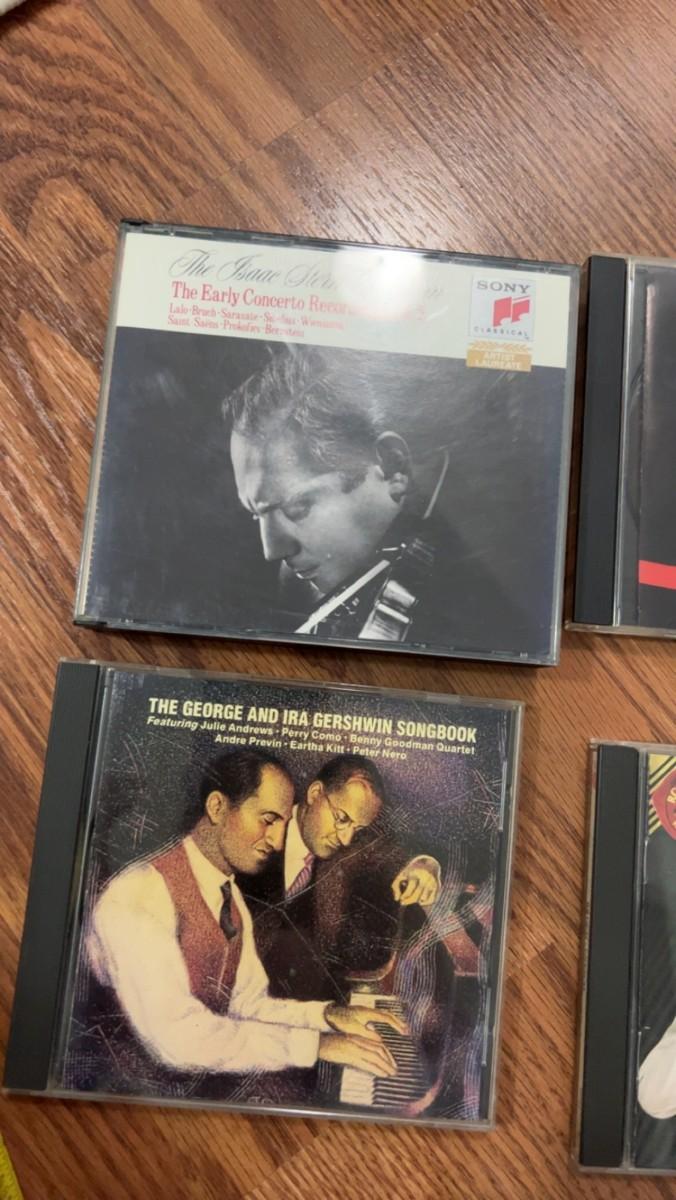 The Isaac Stern
The Early Concerto
Lalo · Bruch · Sarasate · Wieniawski
Saint-Saëns · Prokofiev · Bernstein
SONY
CLASSICAL
ARTIST
LAUREATE
THE GEORGE AND IRA GERSHWIN SONGBOOK
Featuring Julie Andrews · Perry Como · Benny Goodman Quartet
Andre Previn · Eartha Kitt · Peter Nero